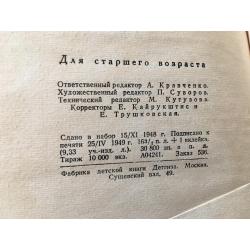 Для старшего возраста
Ответственный редактор А. Кравченко.
Художественный редактор П. Суворов.
Технический редактор М. Кутузова.
Корректоры Е. Кайрукштис и
Е. Трушковская.
Сдано в набор 15/XI 1948 г. Подписано к
печати 25/IV 1949 г. 16³/₄ п. л. + 1 вклейка.
(9,33 уч.-изд. л.). 30 800 зн. в п. л.
Тираж 10 000 экз. А04241. Заказ 536.
Фабрика детской книги Детгиза. Москва.
Сущевский вал, 49.